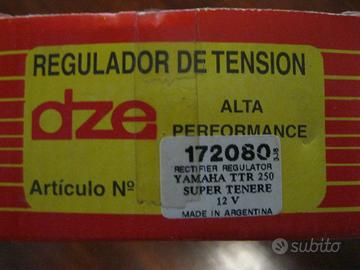 REGULADOR DE TENSION
dze
ALTA
PERFORMANCE
172080
RECTIFIER REGULATOR
YAMAHA TTR 250
SUPER TENERE
12 V
MADE IN ARGENTINA
Artículo Nº
subito